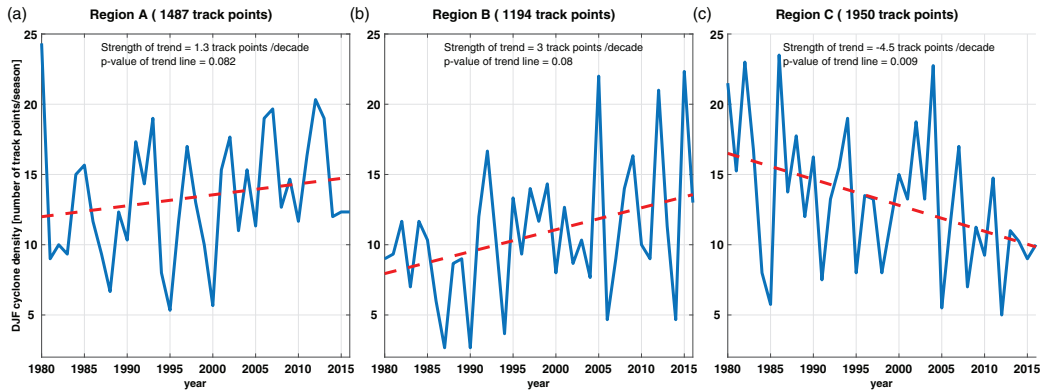 (a)
Region A ( 1487 track points)
Strength of trend = 1.3 track points /decade
p-value of trend line = 0.082
DJF cyclone density [number of track points/season]
25
20
15
10
5
1980 1985 1990 1995 2000 2005 2010 2015
year
(b)
Region B ( 1194 track points)
Strength of trend = 3 track points /decade
p-value of trend line = 0.08
25
20
15
10
5
1980 1985 1990 1995 2000 2005 2010 2015
year
(c)
Region C ( 1950 track points)
Strength of trend = -4.5 track points /decade
p-value of trend line = 0.009
25
20
15
10
5
1980 1985 1990 1995 2000 2005 2010 2015
year